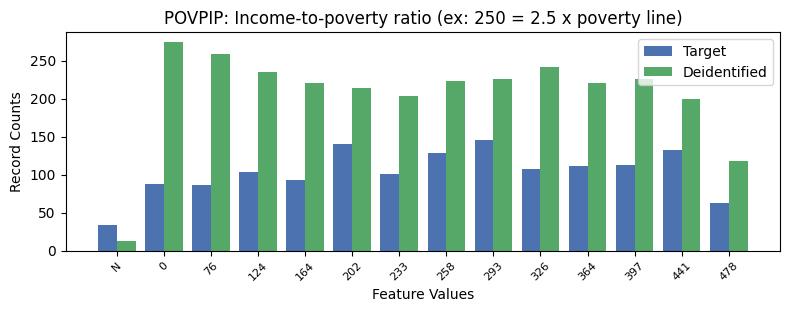 POVPIP: Income-to-poverty ratio (ex: 250 = 2.5 x poverty line)
Target
Deidentified
Record Counts
250
200
150
100
50
0
N 0 76 124 164 202 233 258 293 326 364 397 441 478
Feature Values